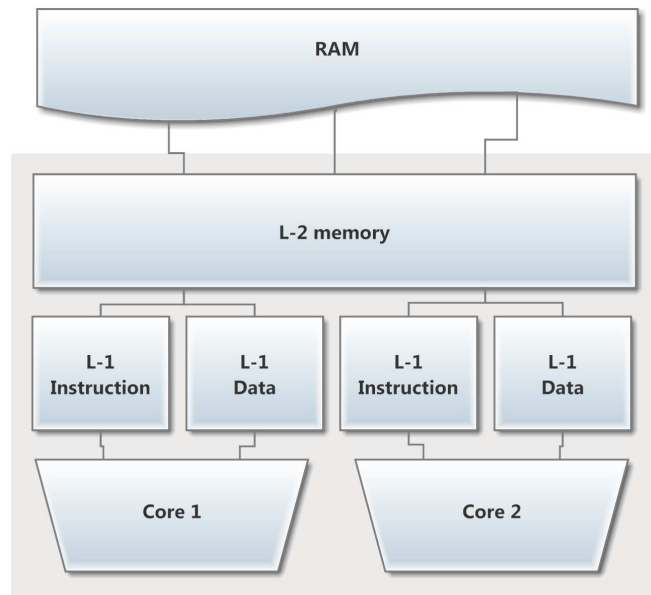 RAM
L-2 memory
L-1
Instruction
L-1
Data
L-1
Instruction
L-1
Data
Core 1
Core 2